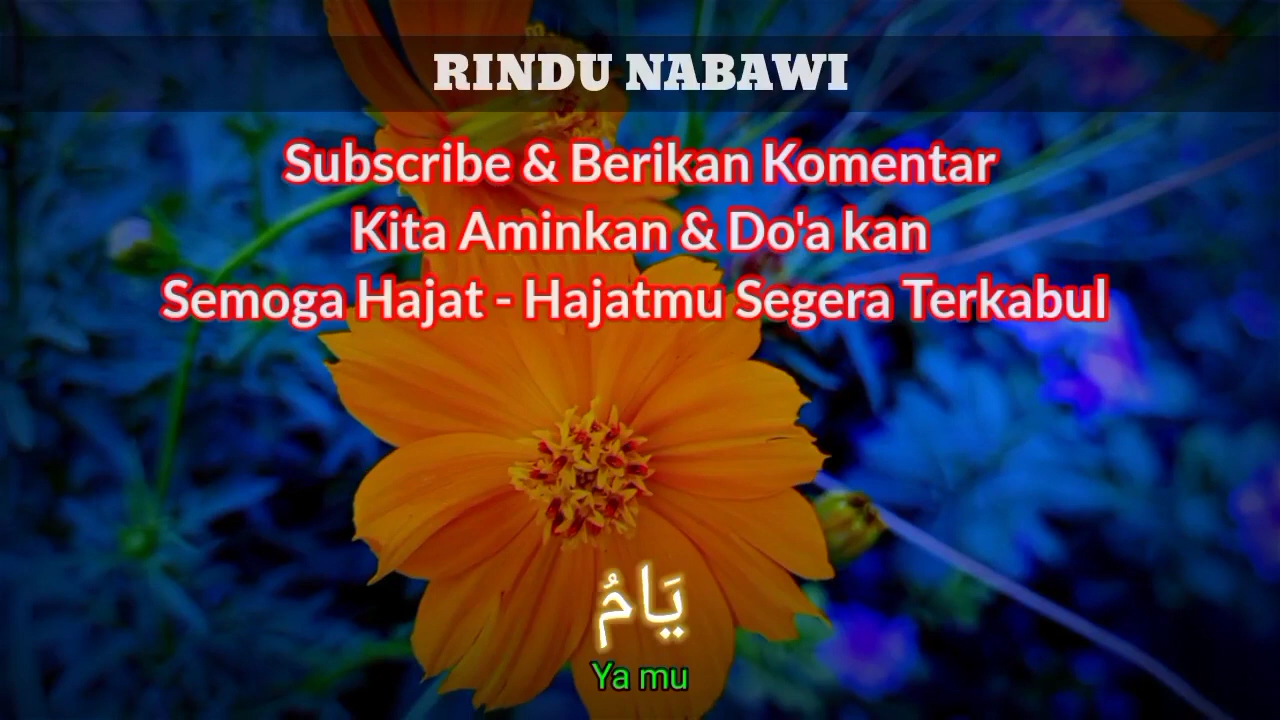 RINDU NABAWI
Subscribe & Berikan Komentar
Kita Aminkan & Do'a kan
Semoga Hajat - Hajatmu Segera Terkabul
يَامُ
Ya mu